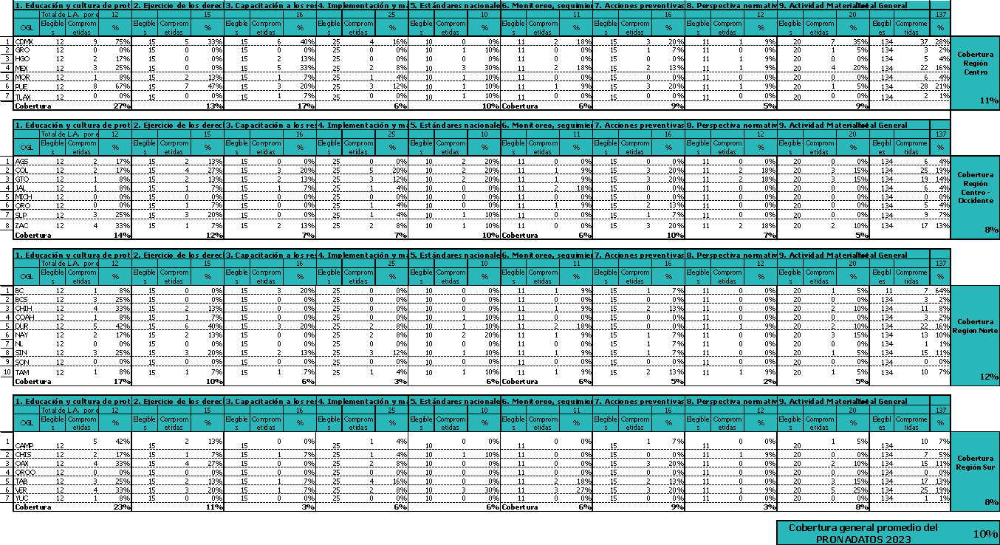 1. Educación y cultura de prot 2. Ejercicio de los derecl 3. Capacitación a los res 4. Implementación y ma 5. Estándares nacionale 6. Monitoreo, seguimier 7. Acciones preventivas 8. Perspectiva normativ 9. Actividad Material Total General
Total de L.A. por e 12 15 16 25 10 11 16 12 20 137
OGL Elegibles Comprometidas % Elegibles Comprometidas % Elegibles Comprometidas % Elegibles Comprometidas % Elegibles Comprometidas % Elegibles Comprometidas % Elegibles Comprometidas % Elegibles Comprometidas % Elegibles Comprometidas % Elegibles Comprometidas %
1 CDMX 12 9 75% 15 5 33% 15 6 40% 25 4 16% 10 0 0% 11 2 18% 15 3 20% 11 1 9% 20 7 35% 134 37 28%
2 GRO 12 0 0% 15 0 0% 15 0 0% 25 0 0% 10 0 0% 11 0 0% 15 1 7% 11 1 9% 20 1 5% 134 3 2%
3 HGO 12 2 17% 15 0 0% 15 2 13% 25 0 0% 10 0 0% 11 0 0% 15 0 0% 11 1 9% 20 0 0% 134 5 4%
4 MEX 12 3 25% 15 0 0% 15 5 33% 25 2 8% 10 3 30% 11 2 18% 15 2 13% 11 1 9% 20 4 20% 134 22 16%
5 MOR 12 1 8% 15 2 13% 15 1 7% 25 1 4% 10 1 10% 11 0 0% 15 0 0% 11 0 0% 20 0 0% 134 6 4%
6 PUE 12 8 67% 15 7 47% 15 3 20% 25 3 12% 10 1 10% 11 1 9% 15 3 20% 11 1 9% 20 1 5% 134 28 21%
7 TLAX 12 0 0% 15 0 0% 15 1 7% 25 0 0% 10 1 10% 11 0 0% 15 0 0% 11 0 0% 20 0 0% 134 2 1%
Cobertura 27% 13% 17% 6% 10% Cobertura 6% 9% 5% 9%
Cobertura
Región
Centro
11%
1. Educación y cultura de prot 2. Ejercicio de los derecl 3. Capacitación a los res 4. Implementación y ma 5. Estándares nacionale 6. Monitoreo, seguimier 7. Acciones preventivas 8. Perspectiva normativ 9. Actividad Material Total General
Total de L.A. por e 12 15 16 25 10 11 16 12 20 137
OGL Elegibles Comprometidas % Elegibles Comprometidas % Elegibles Comprometidas % Elegibles Comprometidas % Elegibles Comprometidas % Elegibles Comprometidas % Elegibles Comprometidas % Elegibles Comprometidas % Elegibles Comprometidas % Elegibles Comprometidas %
1 AGS 12 2 17% 15 2 13% 15 0 0% 25 0 0% 10 2 20% 11 0 0% 15 0 0% 11 0 0% 20 0 0% 134 6 4%
2 COL 12 2 17% 15 4 27% 15 3 20% 25 5 20% 10 2 20% 11 1 9% 15 3 20% 11 2 18% 20 3 15% 134 25 19%
3 GTO 12 1 8% 15 2 13% 15 2 13% 25 3 12% 10 2 20% 11 1 9% 15 3 20% 11 2 18% 20 3 15% 134 19 14%
4 JAL 12 1 8% 15 1 7% 15 1 7% 25 1 4% 10 0 0% 11 2 18% 15 0 0% 11 0 0% 20 0 0% 134 6 4%
5 MICH 12 0 0% 15 0 0% 15 0 0% 25 0 0% 10 0 0% 11 0 0% 15 0 0% 11 0 0% 20 0 0% 134 0 0%
6 QRO 12 0 0% 15 1 7% 15 0 0% 25 1 4% 10 0 0% 11 1 9% 15 2 13% 11 0 0% 20 0 0% 134 5 4%
7 SLP 12 3 25% 15 3 20% 15 0 0% 25 1 4% 10 1 10% 11 0 0% 15 1 7% 11 0 0% 20 0 0% 134 9 7%
8 ZAC 12 4 33% 15 1 7% 15 2 13% 25 2 8% 10 1 10% 11 0 0% 15 3 20% 11 2 18% 20 2 10% 134 17 13%
Cobertura 14% 12% 7% 7% 10% Cobertura 6% 10% 7% 5%
Cobertura
Región
Centro -
Occidente
8%
1. Educación y cultura de prot 2. Ejercicio de los derecl 3. Capacitación a los res 4. Implementación y ma 5. Estándares nacionale 6. Monitoreo, seguimier 7. Acciones preventivas 8. Perspectiva normativ 9. Actividad Material Total General
Total de L.A. por e 12 15 16 25 10 11 16 12 20 137
OGL Elegibles Comprometidas % Elegibles Comprometidas % Elegibles Comprometidas % Elegibles Comprometidas % Elegibles Comprometidas % Elegibles Comprometidas % Elegibles Comprometidas % Elegibles Comprometidas % Elegibles Comprometidas % Elegibles Comprometidas %
1 BC 12 1 8% 15 0 0% 15 3 20% 25 0 0% 10 0 0% 11 1 9% 15 1 7% 11 0 0% 20 1 5% 11 7 64%
2 BCS 12 3 25% 15 0 0% 15 0 0% 25 0 0% 10 0 0% 11 0 0% 15 0 0% 11 0 0% 20 0 0% 134 3 2%
3 CHIH 12 4 33% 15 2 13% 15 0 0% 25 0 0% 10 0 0% 11 1 9% 15 2 13% 11 0 0% 20 2 10% 134 11 8%
4 COAH 12 1 8% 15 1 7% 15 0 0% 25 0 0% 10 1 10% 11 0 0% 15 0 0% 11 0 0% 20 0 0% 134 3 2%
5 DUR 12 5 42% 15 6 40% 15 3 20% 25 2 8% 10 1 10% 11 2 18% 15 0 0% 11 1 9% 20 2 10% 134 22 16%
6 NAY 12 2 17% 15 2 13% 15 0 0% 25 2 8% 10 2 20% 11 1 9% 15 1 7% 11 0 0% 20 3 15% 134 13 10%
7 NL 12 0 0% 15 0 0% 15 0 0% 25 0 0% 10 0 0% 11 0 0% 15 1 7% 11 0 0% 20 0 0% 134 1 1%
8 SIN 12 3 25% 15 3 20% 15 2 13% 25 3 12% 10 1 10% 11 1 9% 15 1 7% 11 0 0% 20 1 5% 134 15 11%
9 SON 12 0 0% 15 0 0% 15 0 0% 25 0 0% 10 0 0% 11 0 0% 15 0 0% 11 0 0% 20 0 0% 134 0 0%
10 TAM 12 1 8% 15 1 7% 15 1 7% 25 1 4% 10 1 10% 11 1 9% 15 2 13% 11 0 0% 20 1 5% 134 10 7%
Cobertura 17% 10% 6% 3% 6% Cobertura 6% 5% 2% 5%
Cobertura
Region Norte
12%
1. Educación y cultura de prot 2. Ejercicio de los derecl 3. Capacitación a los res 4. Implementación y ma 5. Estándares nacionale 6. Monitoreo, seguimier 7. Acciones preventivas 8. Perspectiva normativ 9. Actividad Material Total General
Total de L.A. por e 12 15 16 25 10 11 16 12 20 137
OGL Elegibles Comprometidas % Elegibles Comprometidas % Elegibles Comprometidas % Elegibles Comprometidas % Elegibles Comprometidas % Elegibles Comprometidas % Elegibles Comprometidas % Elegibles Comprometidas % Elegibles Comprometidas % Elegibles Comprometidas %
1 CAMP 12 5 42% 15 2 13% 15 0 0% 25 1 4% 10 0 0% 11 0 0% 15 1 7% 11 0 0% 20 1 5% 134 10 7%
2 CHIS 12 2 17% 15 1 7% 15 1 7% 25 1 4% 10 1 10% 11 0 0% 15 0 0% 11 1 9% 20 0 0% 134 7 5%
3 OAX 12 4 33% 15 4 27% 15 0 0% 25 2 8% 10 0 0% 11 0 0% 15 3 20% 11 0 0% 20 2 10% 134 15 11%
4 QROO 12 0 0% 15 0 0% 15 0 0% 25 0 0% 10 0 0% 11 0 0% 15 0 0% 11 0 0% 20 0 0% 134 0 0%
5 TAB 12 3 25% 15 2 13% 15 1 7% 25 4 16% 10 0 0% 11 2 18% 15 2 13% 11 0 0% 20 3 15% 134 17 13%
6 VER 12 4 33% 15 3 20% 15 1 7% 25 2 8% 10 3 30% 11 3 27% 15 3 20% 11 1 9% 20 5 25% 134 25 19%
7 YUC 12 1 8% 15 0 0% 15 0 0% 25 0 0% 10 0 0% 11 0 0% 15 0 0% 11 0 0% 20 0 0% 134 1 1%
Cobertura 23% 11% 3% 6% 6% Cobertura 6% 9% 3% 8%
Cobertura
Región Sur
8%
Cobertura general promedio del
PRONADATOS 2023 10%